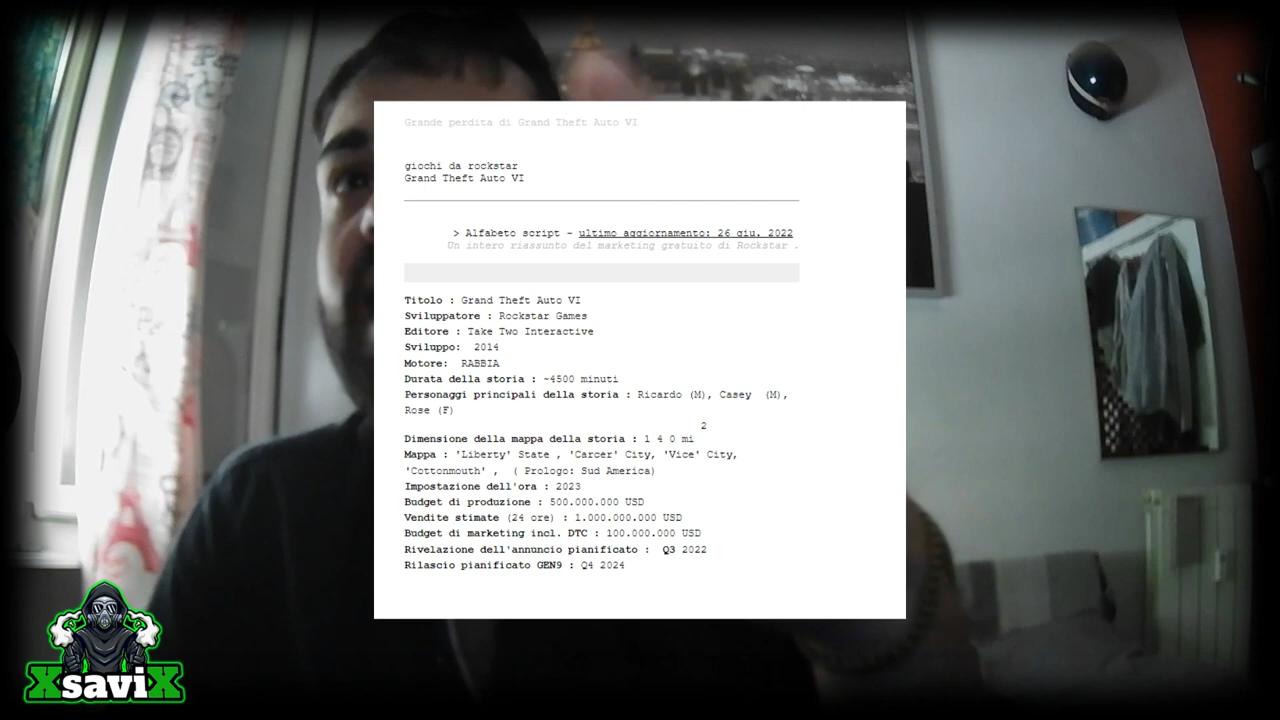 Grande perdita di Grand Theft Auto VI
giochi da rockstar
Grand Theft Auto VI
> Alfabeto script - ultimo aggiornamento: 26 giu. 2022
Un intero riassunto del marketing gratuito di Rockstar .
Titolo : Grand Theft Auto VI
Sviluppatore : Rockstar Games
Editore : Take Two Interactive
Sviluppo: 2014
Motore: RABBIA
Durata della storia : ~4500 minuti
Personaggi principali della storia : Ricardo (M), Casey (M),
Rose (F)
2
Dimensione della mappa della storia : 1 4 0 mi
Mappa : 'Liberty' State , 'Carcer' City, 'Vice' City,
'Cottonmouth' , ( Prologo: Sud America)
Impostazione dell'ora : 2023
Budget di produzione : 500.000.000 USD
Vendite stimate (24 ore) : 1.000.000.000 USD
Budget di marketing incl. DTC : 100.000.000 USD
Rivelazione dell'annuncio pianificato : Q3 2022
Rilascio pianificato GEN9 : Q4 2024
XsaviX